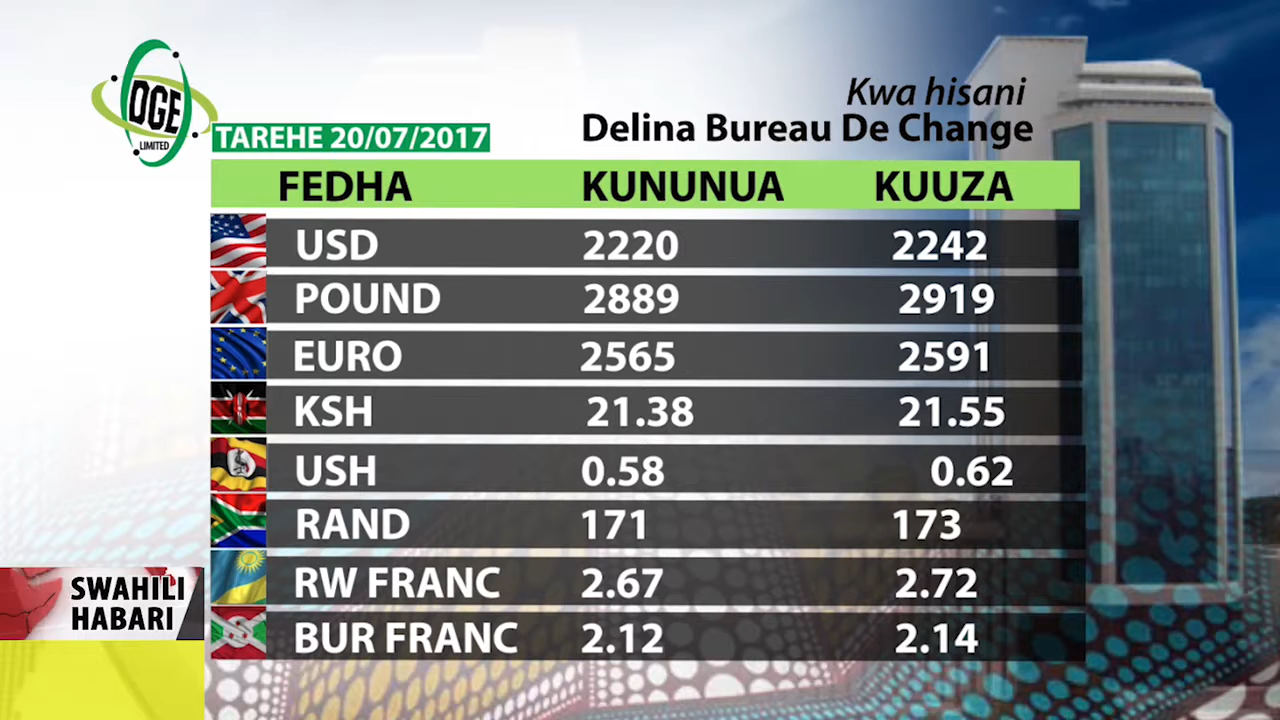 DGE
LIMITED
Kwa hisani
Delina Bureau De Change
TAREHE 20/07/2017
FEDHA KUNUNUA KUUZA
USD 2220 2242
POUND 2889 2919
EURO 2565 2591
KSH 21.38 21.55
USH 0.58 0.62
RAND 171 173
RW FRANC 2.67 2.72
BUR FRANC 2.12 2.14
SWAHILI
HABARI